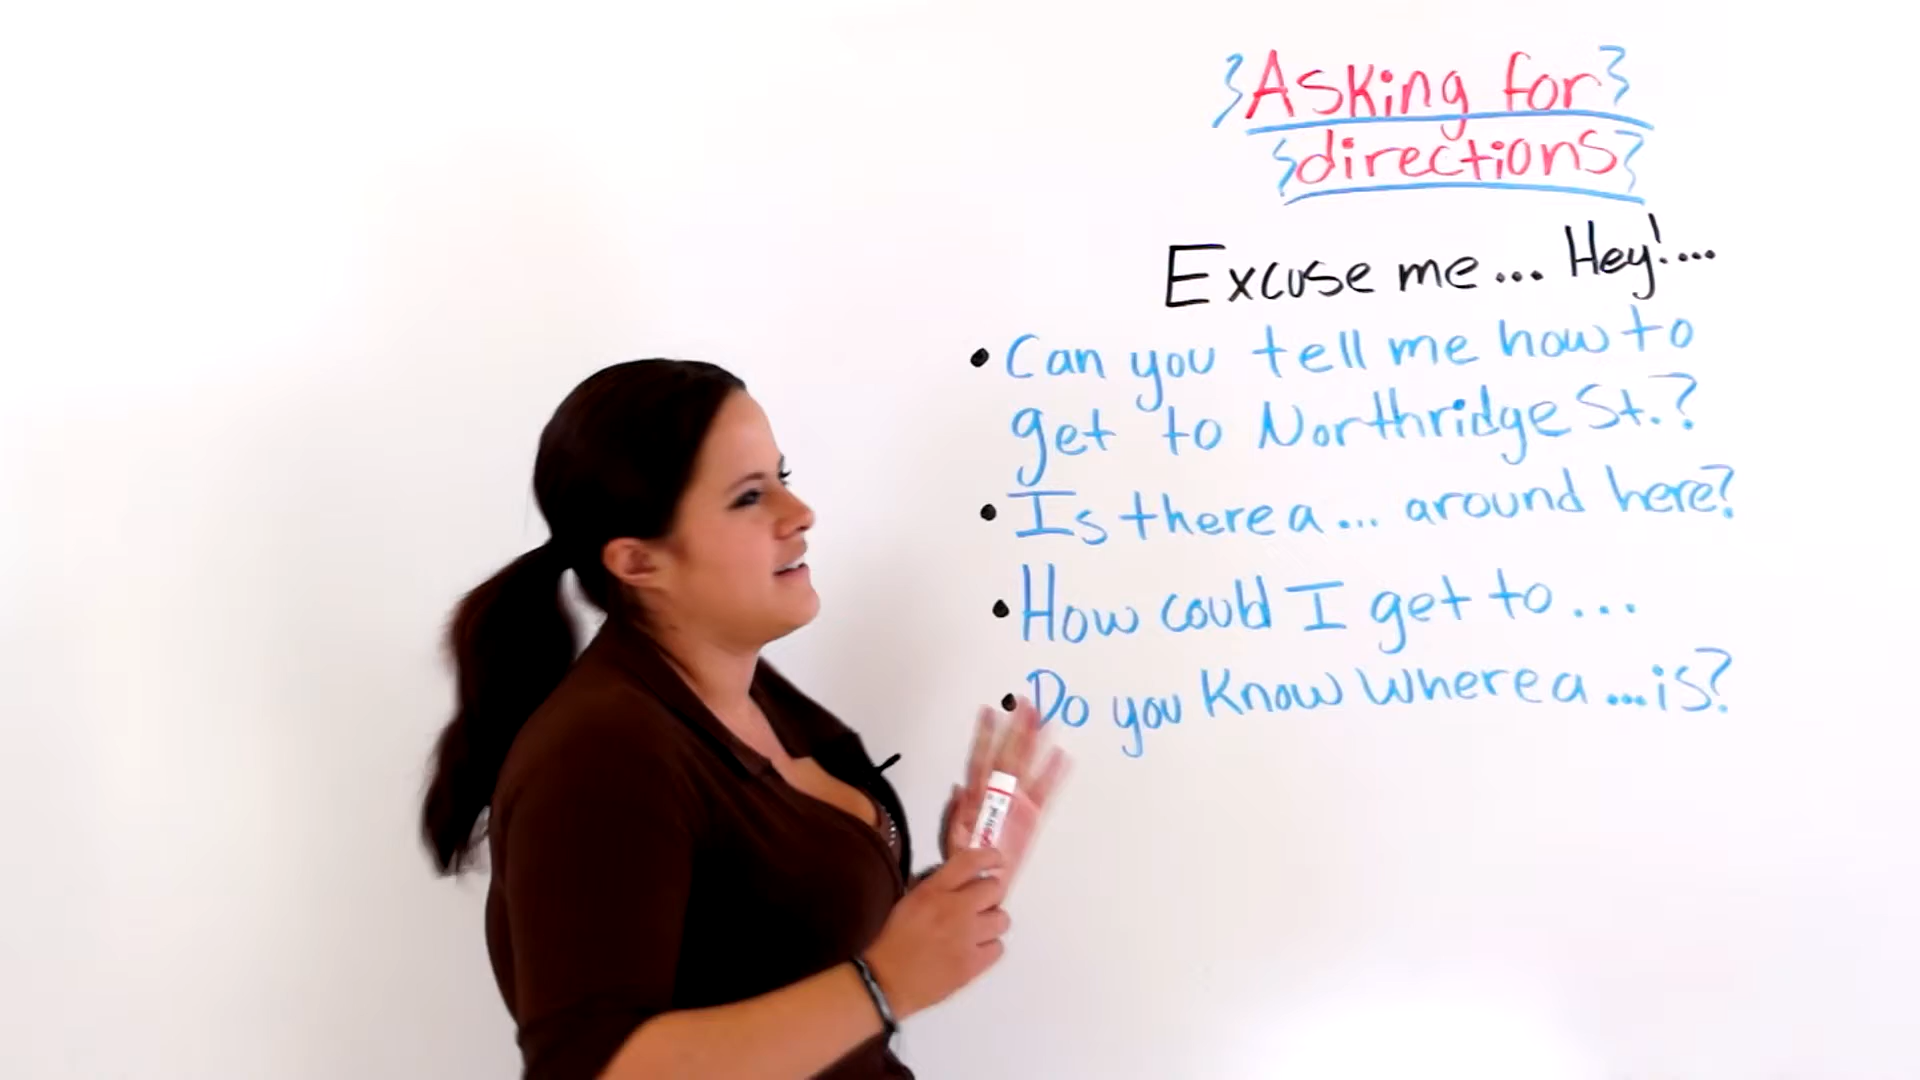 Asking for
directions
Excuse me... Hey!...
• Can you tell me how to
get to Northridge St.?
• Is there a... around here?
• How could I get to...
• Do you know where a ...is?